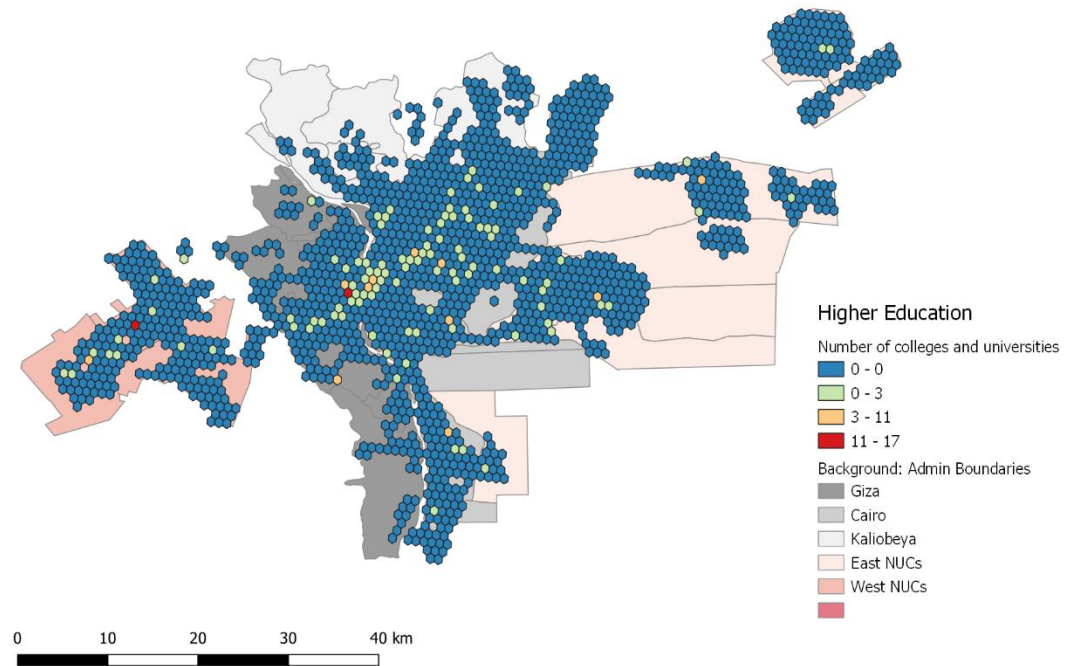 Higher Education
Number of colleges and universities
0 - 0
0 - 3
3 - 11
11 - 17
Background: Admin Boundaries
Giza
Cairo
Kaliobeya
East NUCs
West NUCs
0 10 20 30 40 km